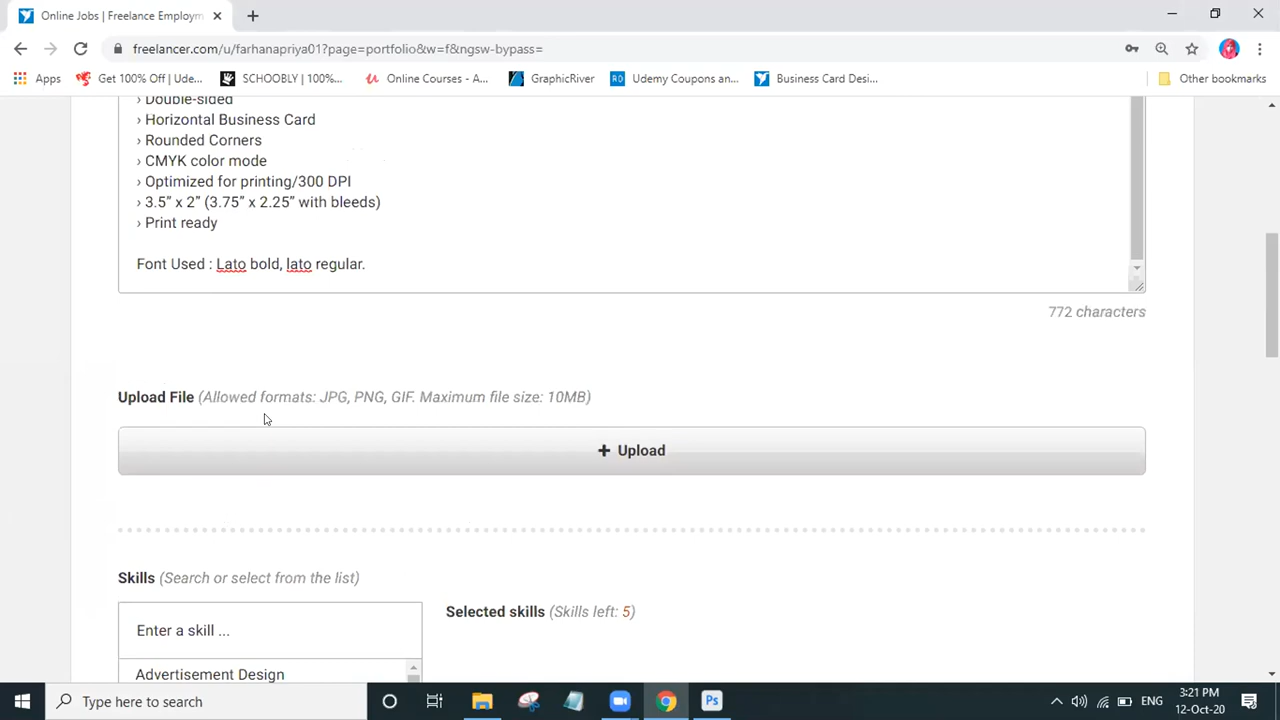 Online Jobs | Freelance Employm
freelancer.com/u/farhanapriya01?page=portfolio&w=f&ngsw-bypass=
Apps
Get 100% Off | Ude...
SCHOOBLY | 100%...
Online Courses - A...
GraphicRiver
Udemy Coupons an...
Business Card Desi...
Other bookmarks
› Double-sided
› Horizontal Business Card
› Rounded Corners
› CMYK color mode
› Optimized for printing/300 DPI
› 3.5” x 2” (3.75” x 2.25” with bleeds)
› Print ready
Font Used : Lato bold, lato regular.
772 characters
Upload File (Allowed formats: JPG, PNG, GIF. Maximum file size: 10MB)
+ Upload
Skills (Search or select from the list)
Selected skills (Skills left: 5)
Enter a skill ...
Advertisement Design
Type here to search
Ps
ENG
3:21 PM
12-Oct-20